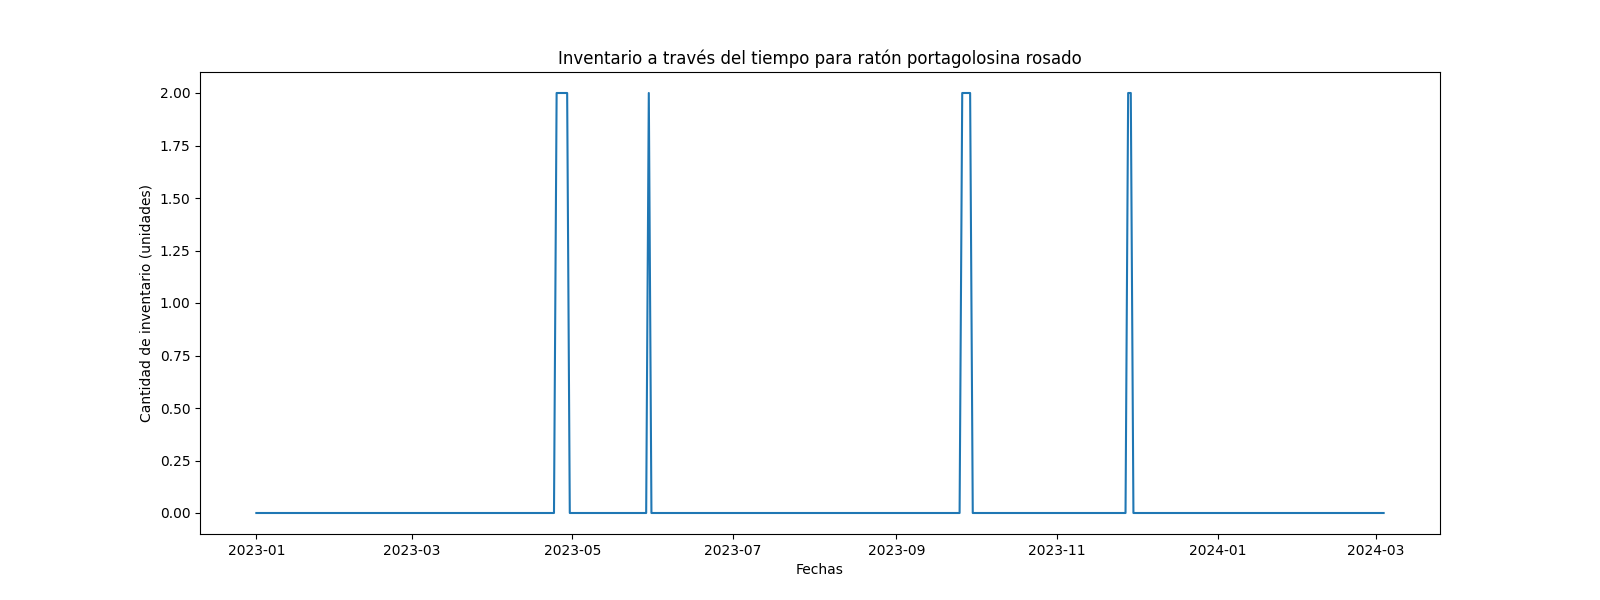 Inventario a través del tiempo para ratón portagolosina rosado
Cantidad de inventario (unidades)
2.00
1.75
1.50
1.25
1.00
0.75
0.50
0.25
0.00
2023-01 2023-03 2023-05 2023-07 2023-09 2023-11 2024-01 2024-03
Fechas